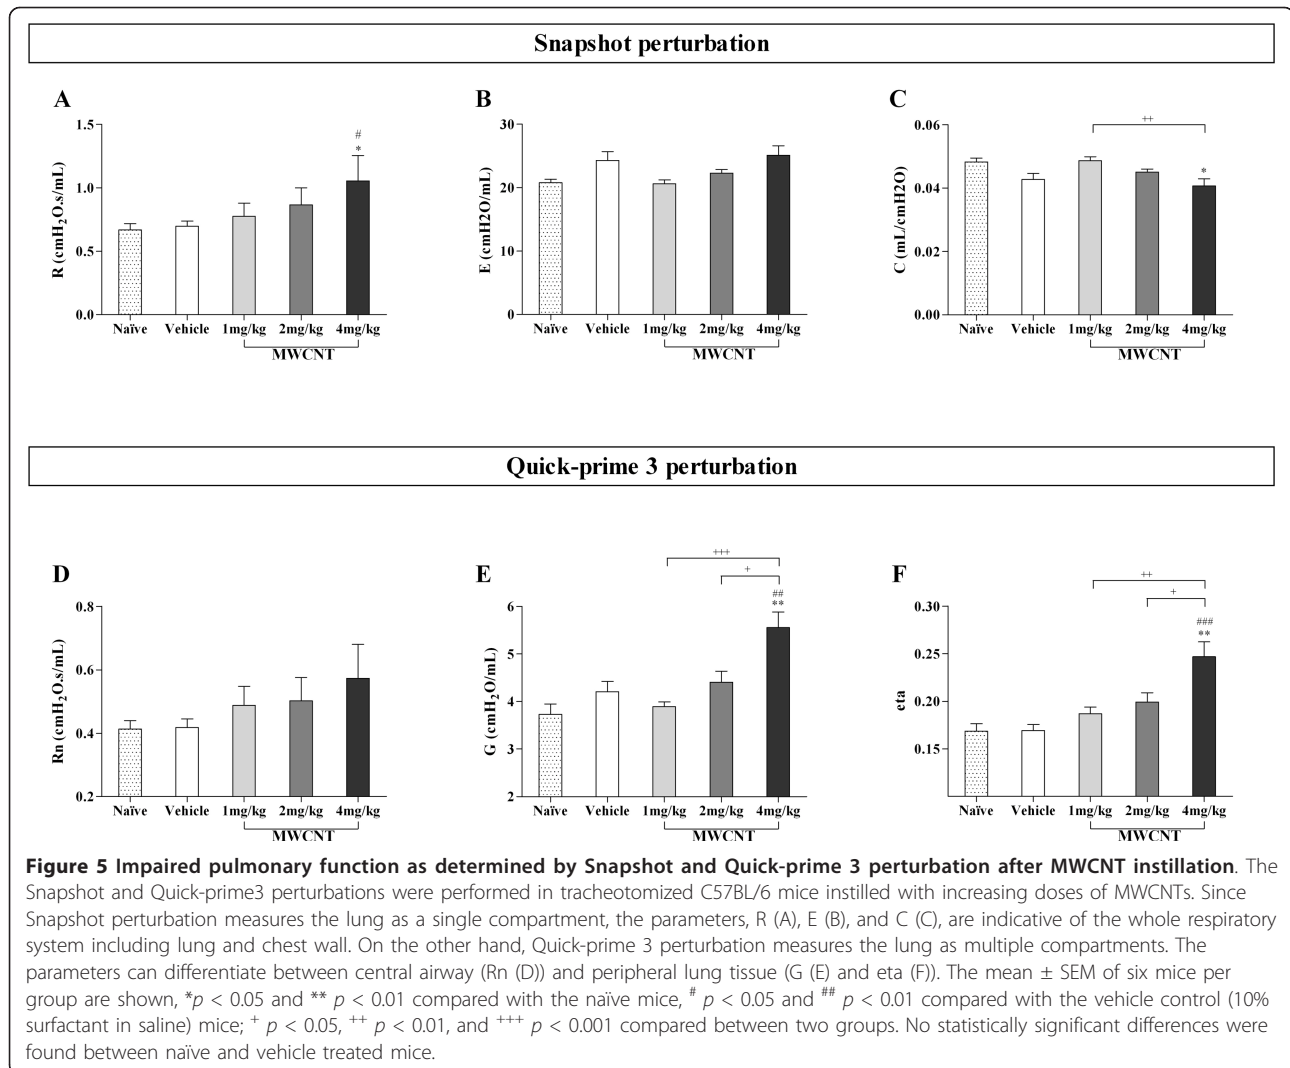 Snapshot perturbation
A
B
C
R (cmH₂O.s/mL)
1.5
1.0
0.5
0.0
#
*
Naïve Vehicle 1mg/kg 2mg/kg 4mg/kg
MWCNT
E (cmH2O/mL)
30
20
10
0
Naïve Vehicle 1mg/kg 2mg/kg 4mg/kg
MWCNT
C (mL/cmH2O)
0.06
0.04
0.02
0.00
++
*
Naïve Vehicle 1mg/kg 2mg/kg 4mg/kg
MWCNT
Quick-prime 3 perturbation
D
E
F
Rn (cmH₂O.s/mL)
0.8
0.6
0.4
0.2
Naïve Vehicle 1mg/kg 2mg/kg 4mg/kg
MWCNT
G (cmH₂O/mL)
6
5
4
3
2
+++
+
##
**
Naïve Vehicle 1mg/kg 2mg/kg 4mg/kg
MWCNT
eta
0.30
0.25
0.20
0.15
++
+
###
**
Naïve Vehicle 1mg/kg 2mg/kg 4mg/kg
MWCNT
Figure 5 Impaired pulmonary function as determined by Snapshot and Quick-prime 3 perturbation after MWCNT instillation. The
Snapshot and Quick-prime3 perturbations were performed in tracheotomized C57BL/6 mice instilled with increasing doses of MWCNTs. Since
Snapshot perturbation measures the lung as a single compartment, the parameters, R (A), E (B), and C (C), are indicative of the whole respiratory
system including lung and chest wall. On the other hand, Quick-prime 3 perturbation measures the lung as multiple compartments. The
parameters can differentiate between central airway (Rn (D)) and peripheral lung tissue (G (E) and eta (F)). The mean ± SEM of six mice per
group are shown, *p < 0.05 and ** p < 0.01 compared with the naïve mice, # p < 0.05 and ## p < 0.01 compared with the vehicle control (10%
surfactant in saline) mice; + p < 0.05, ++ p < 0.01, and +++ p < 0.001 compared between two groups. No statistically significant differences were
found between naïve and vehicle treated mice.